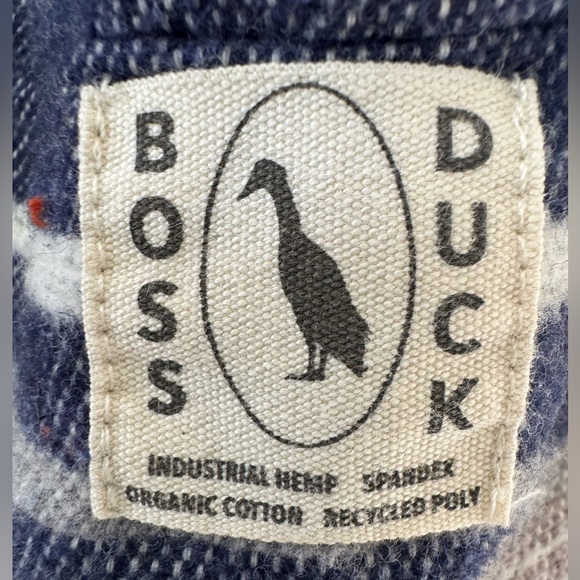 BOSS
DUCK
INDUSTRIAL HEMP SPANDEX
ORGANIC COTTON RECYCLED POLY